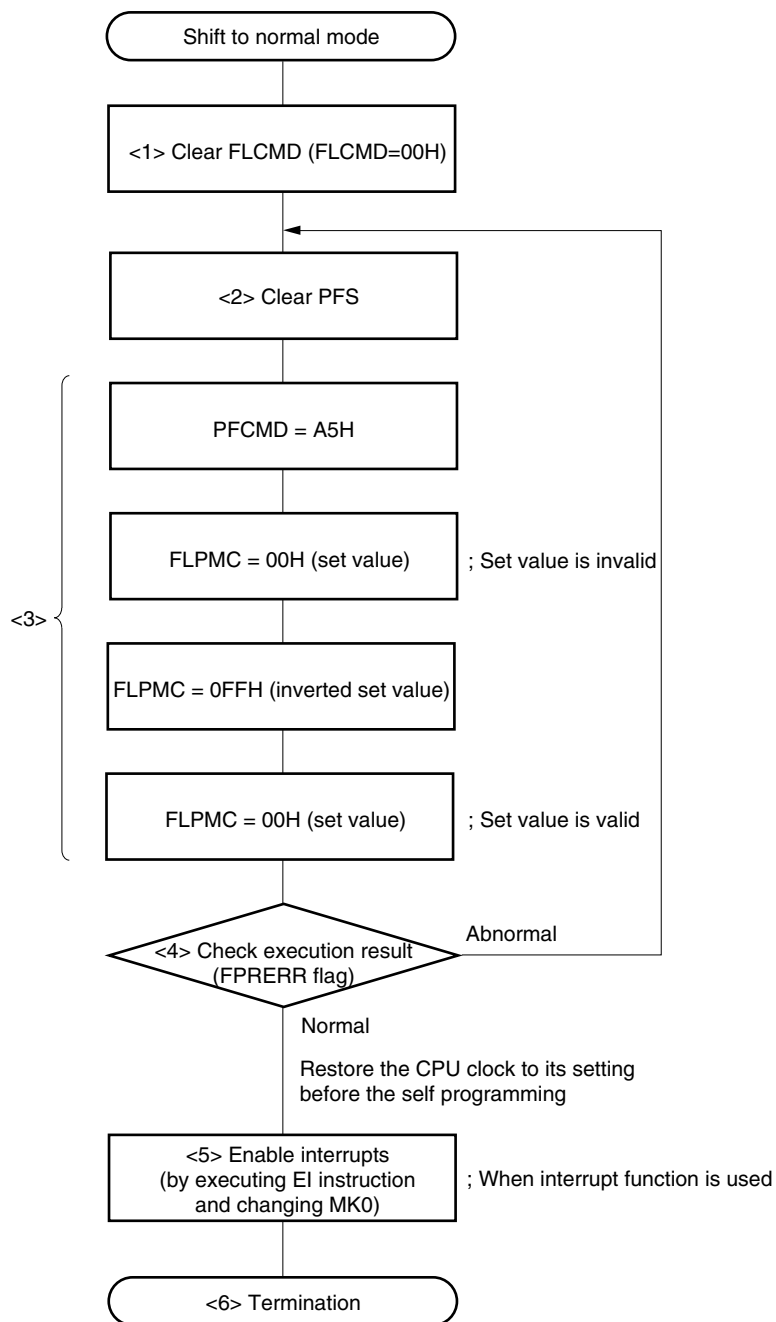 Shift to normal mode
<1> Clear FLCMD (FLCMD=00H)
<2> Clear PFS
PFCMD = A5H
FLPMC = 00H (set value)
; Set value is invalid
<3>
FLPMC = 0FFH (inverted set value)
FLPMC = 00H (set value)
; Set value is valid
<4> Check execution result
(FPRERR flag)
Abnormal
Normal
Restore the CPU clock to its setting
before the self programming
<5> Enable interrupts
(by executing EI instruction
and changing MK0)
; When interrupt function is used
<6> Termination